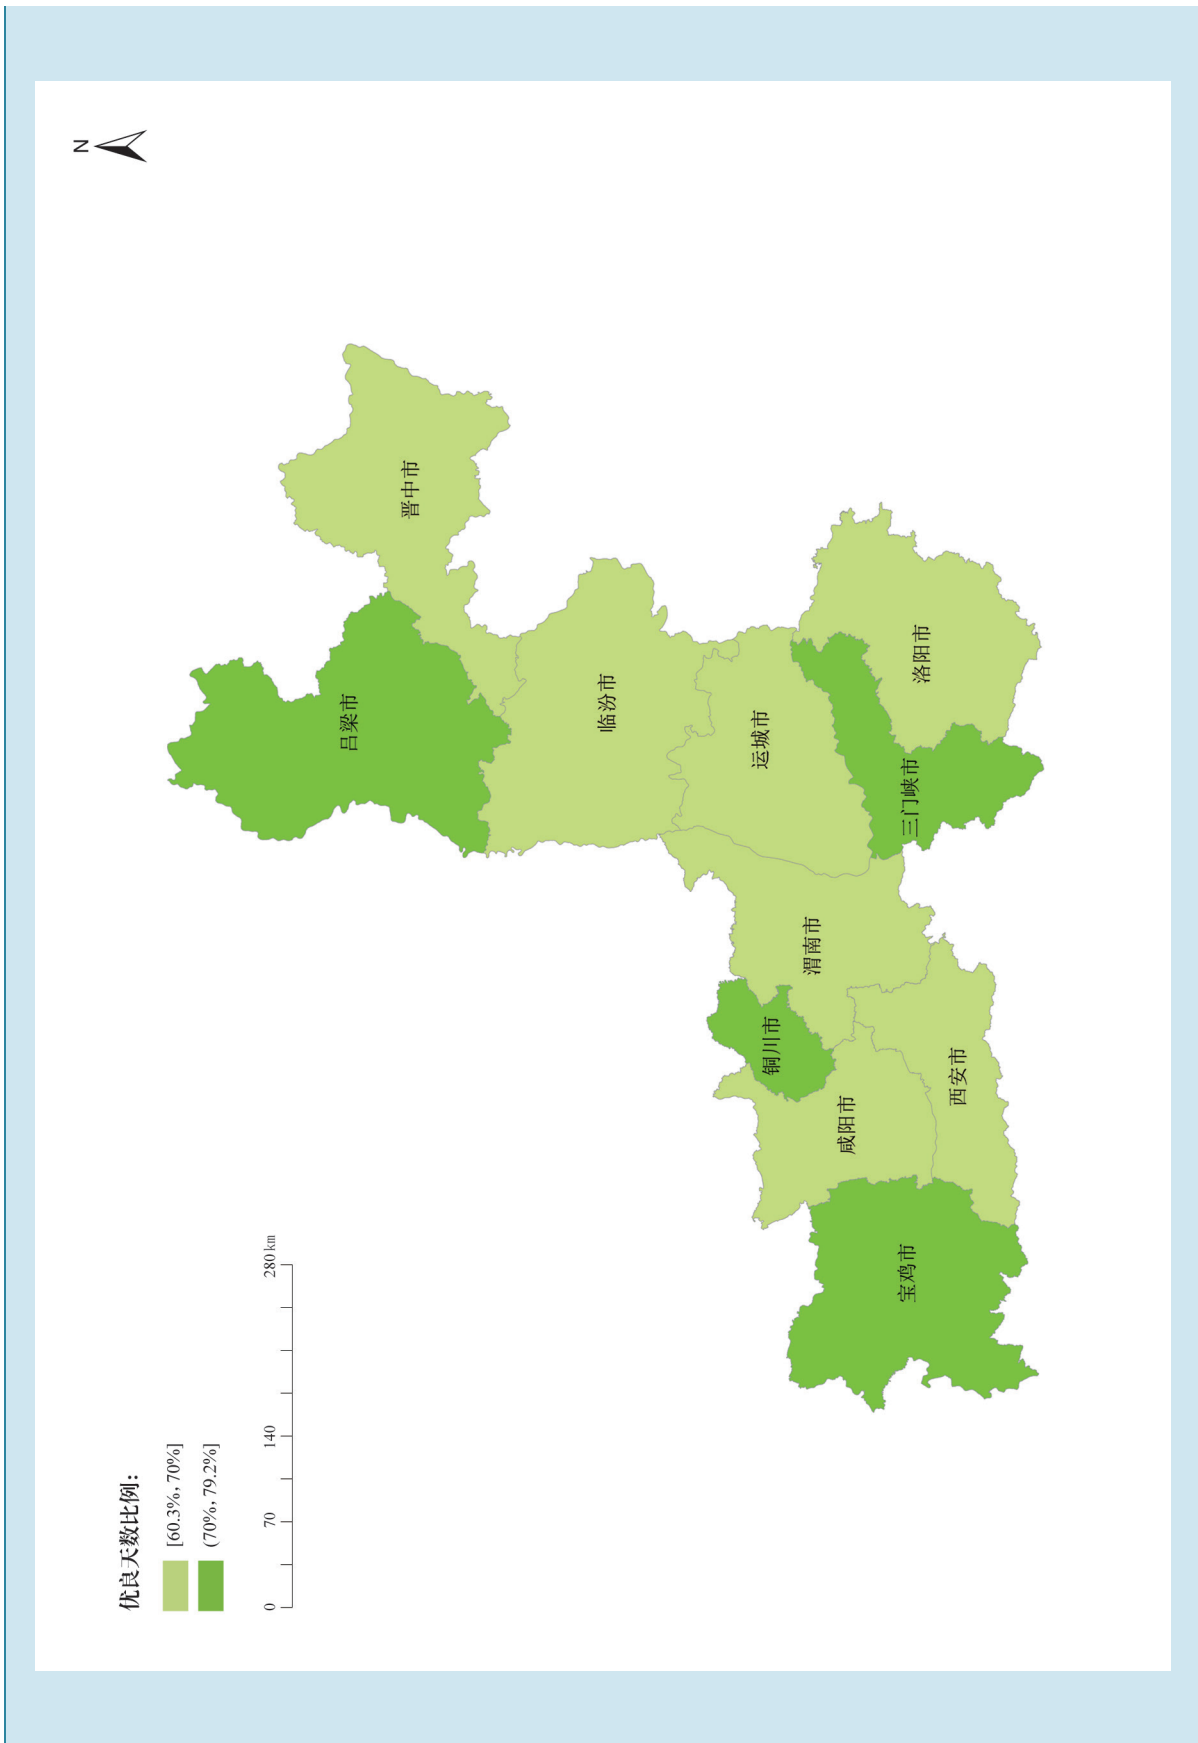 N
吕梁市
晋中市
临汾市
运城市
洛阳市
三门峡市
渭南市
铜川市
咸阳市
西安市
宝鸡市
优良天数比例：
[60.3%, 70%]
(70%, 79.2%]
0 70 140 280 km